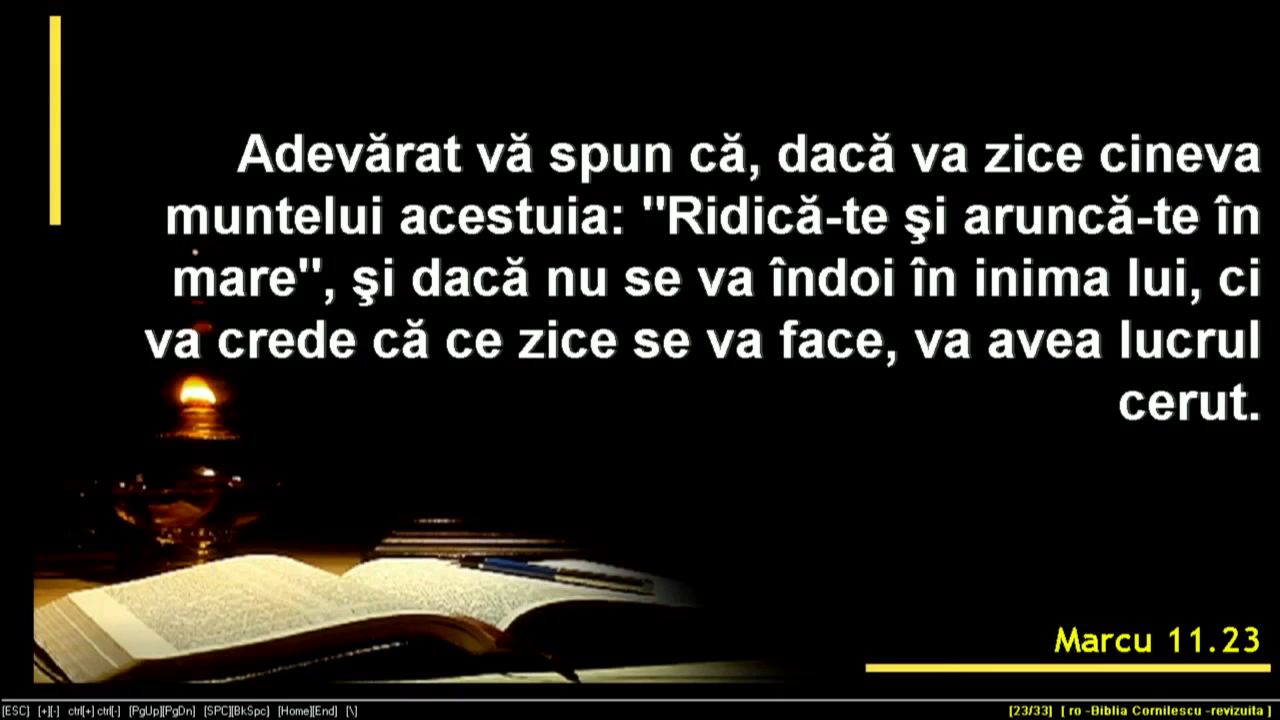 Adevărat vă spun că, dacă va zice cineva
muntelui acestuia: "Ridică-te şi aruncă-te în
mare", şi dacă nu se va îndoi în inima lui, ci
va crede că ce zice se va face, va avea lucrul
cerut.
Marcu 11.23
[ESC] [+][-] ctrl[+] ctrl[-] [PgUp][PgDn] [SPC][BkSpc] [Home][End] [\] [23/33] [ ro -Biblia Cornilescu -revizuita ]